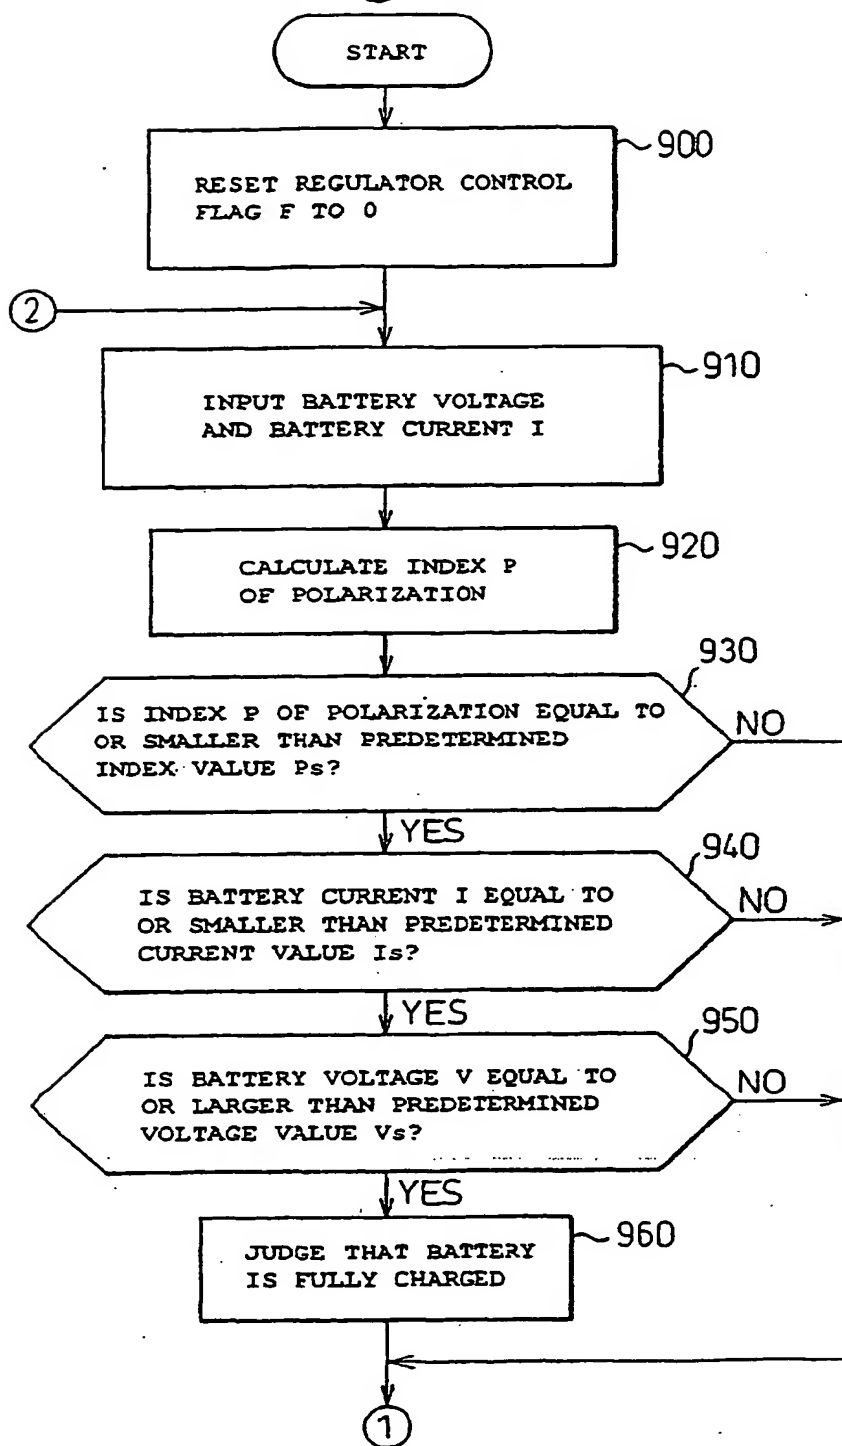 START
900
RESET REGULATOR CONTROL
FLAG F TO 0
2
910
INPUT BATTERY VOLTAGE
AND BATTERY CURRENT I
920
CALCULATE INDEX P
OF POLARIZATION
930
IS INDEX P OF POLARIZATION EQUAL TO
OR SMALLER THAN PREDETERMINED
INDEX VALUE Ps?
NO
YES
940
IS BATTERY CURRENT I EQUAL TO
OR SMALLER THAN PREDETERMINED
CURRENT VALUE Is?
NO
YES
950
IS BATTERY VOLTAGE V EQUAL TO
OR LARGER THAN PREDETERMINED
VOLTAGE VALUE Vs?
NO
YES
960
JUDGE THAT BATTERY
IS FULLY CHARGED
1